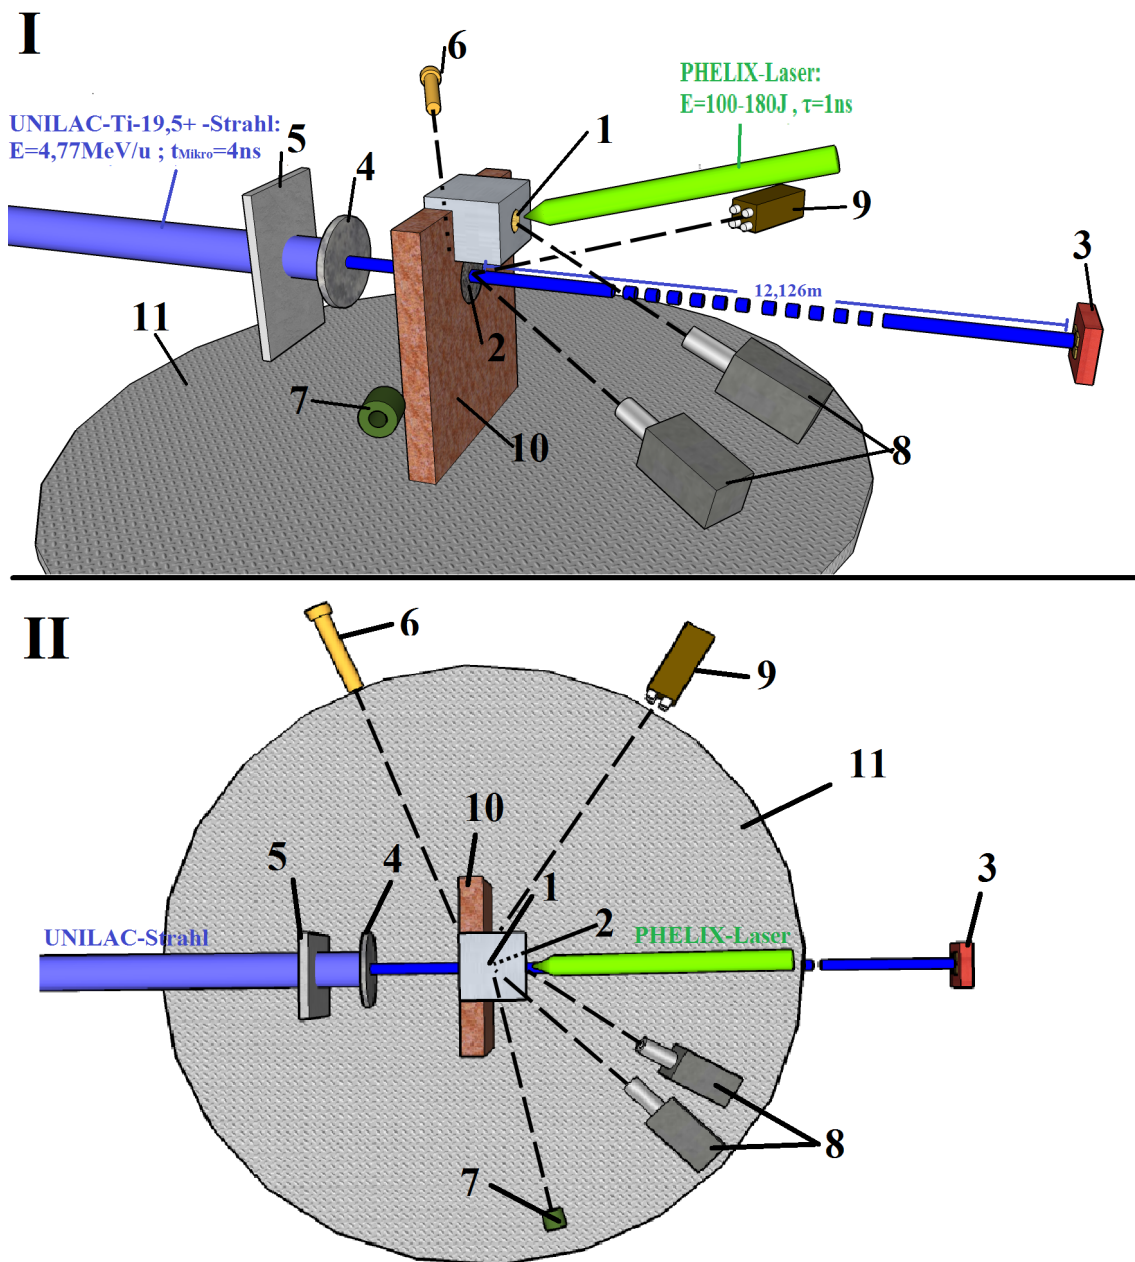 I
6
PHELIX-Laser:
E=100-180J , τ=1ns
UNILAC-Ti-19,5+ -Strahl:
E=4,77MeV/u ; tMikro=4ns
5
4
1
9
3
12,126m
11
2
7
10
8
II
6
9
11
10
5
4
1
3
2
UNILAC-Strahl
PHELIX-Laser
8
7